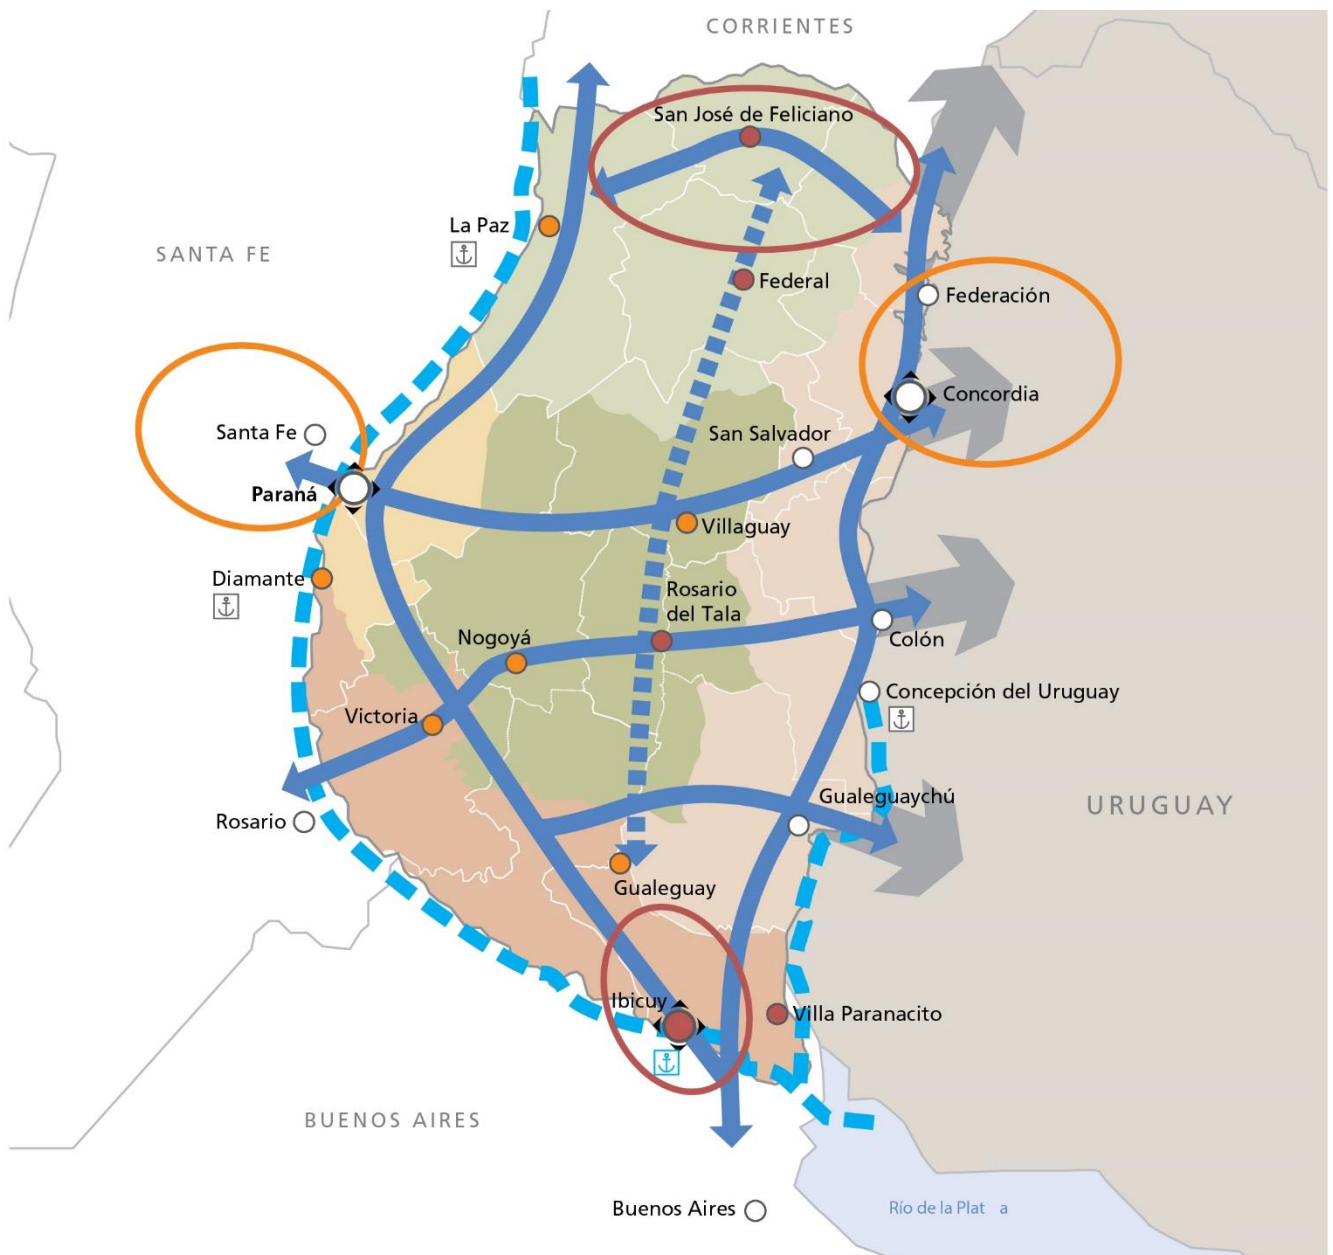 CORRIENTES
San José de Feliciano
La Paz
SANTA FE
Federal
Federación
Concordia
Santa Fe
San Salvador
Paraná
Villaguay
Diamante
Rosario
del Tala
Nogoyá
Colón
Concepción del Uruguay
Victoria
Gualeguaychú
URUGUAY
Rosario
Gualeguay
Ibicuy
Villa Paranacito
BUENOS AIRES
Buenos Aires
Río de la Plat a